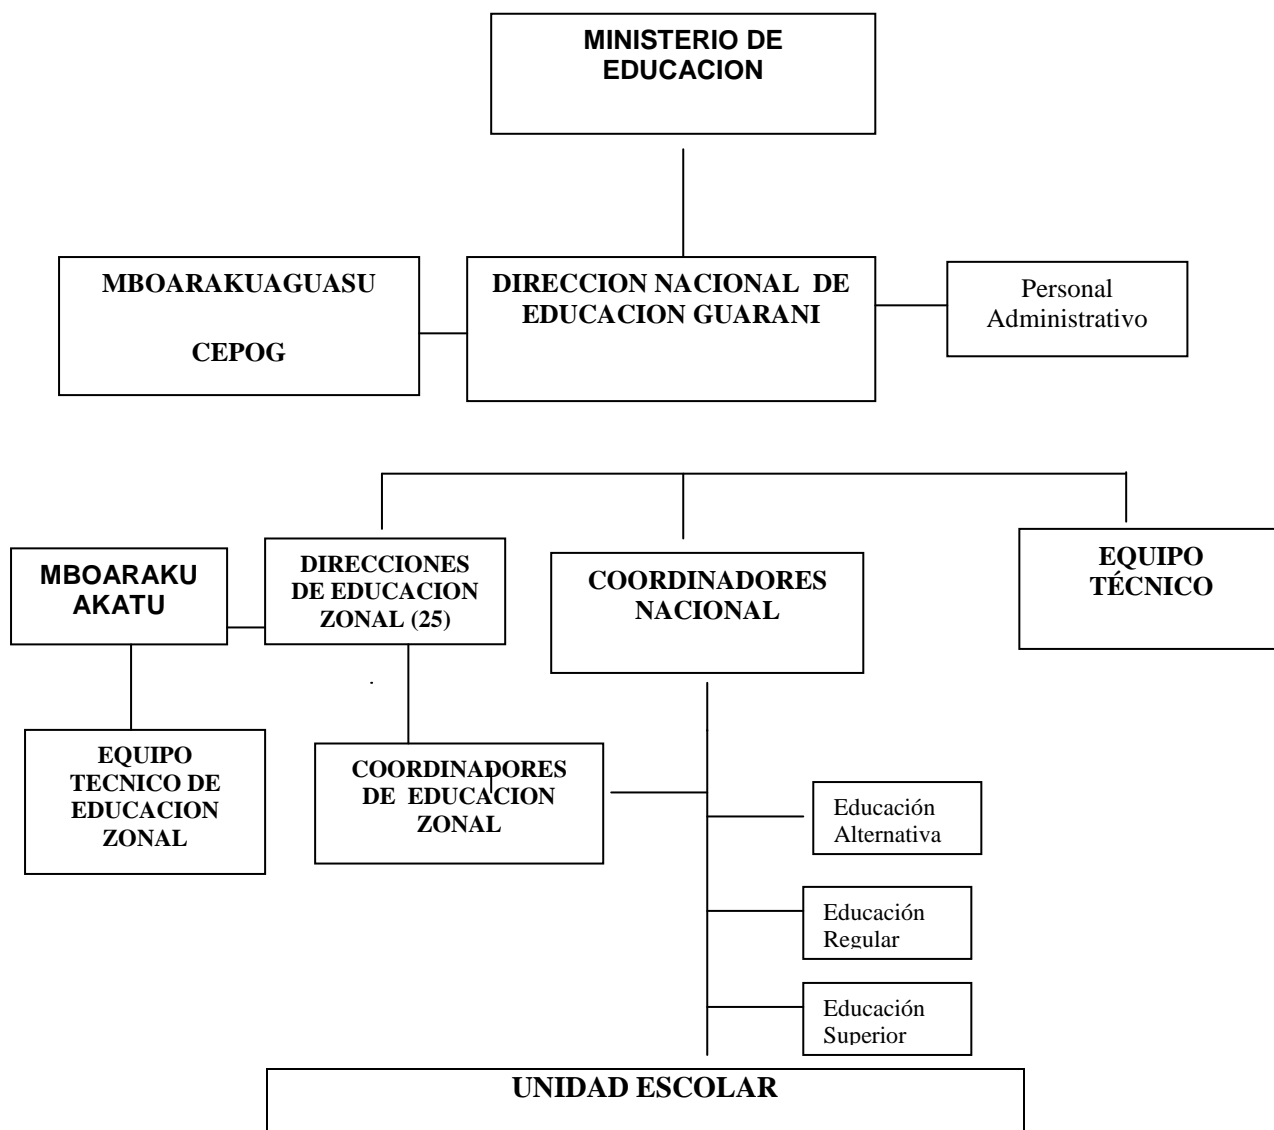 MINISTERIO DE
EDUCACION
MBOARAKUAGUASU
CEPOG
DIRECCION NACIONAL DE
EDUCACION GUARANI
Personal
Administrativo
MBOARAKU
AKATU
DIRECCIONES
DE EDUCACION
ZONAL (25)
COORDINADORES
NACIONAL
EQUIPO
TÉCNICO
EQUIPO
TECNICO DE
EDUCACION
ZONAL
COORDINADORES
DE EDUCACION
ZONAL
Educación
Alternativa
Educación
Regular
Educación
Superior
UNIDAD ESCOLAR